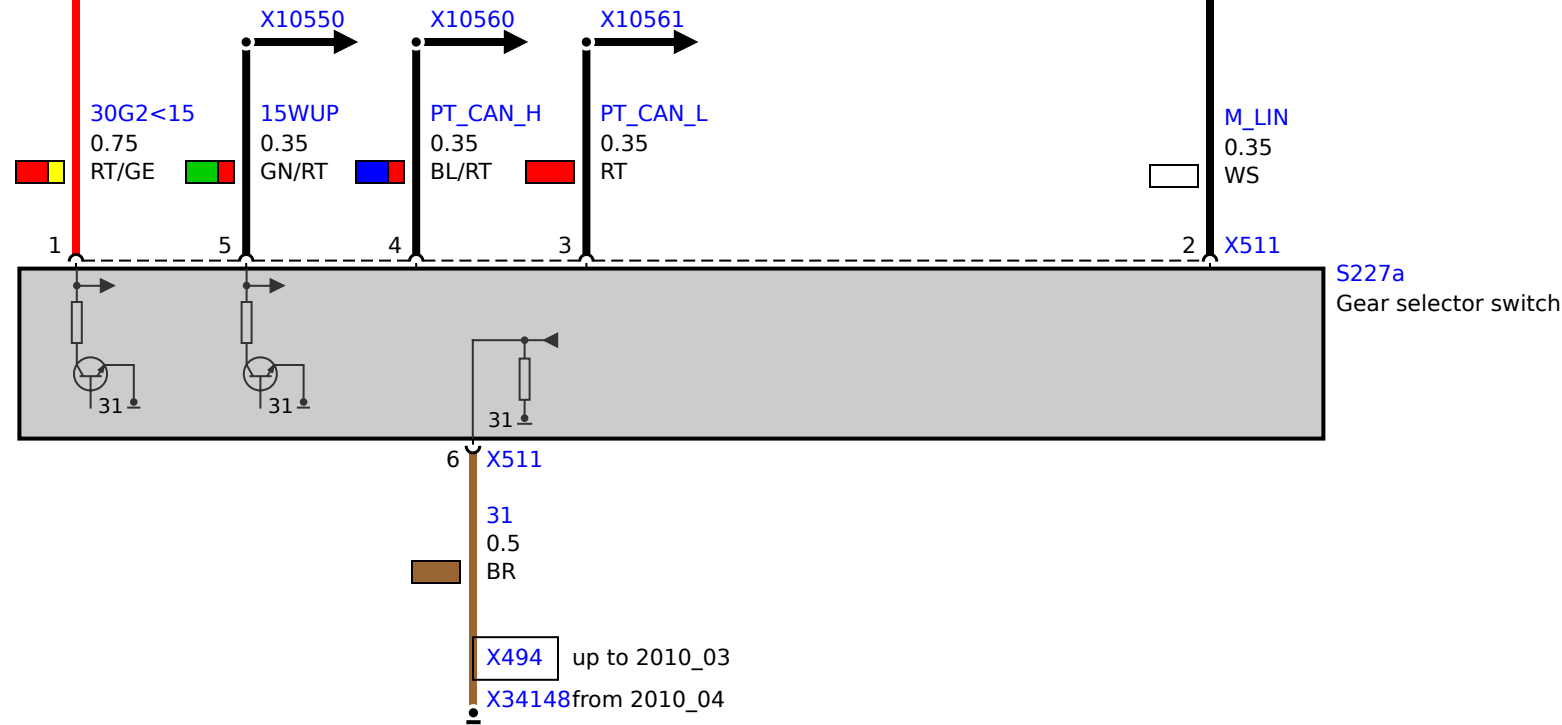 X10550
X10560
X10561
30G2<15
0.75
RT/GE
15WUP
0.35
GN/RT
PT_CAN_H
0.35
BL/RT
PT_CAN_L
0.35
RT
M_LIN
0.35
WS
1
5
4
3
2
X511
S227a
Gear selector switch
31
31
31
6
X511
31
0.5
BR
X494
up to 2010_03
X34148
from 2010_04